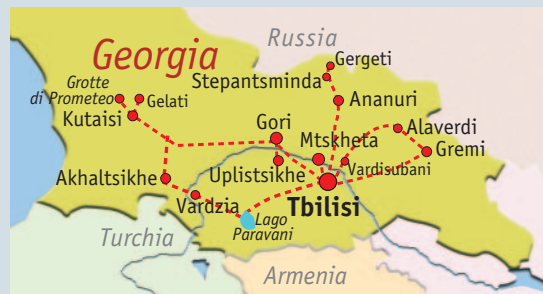 Georgia
Russia
Gergeti
Stepantsminda
Grotte
di Prometeo
Gelati
Ananuri
Kutaisi
Gori
Mtskheta
Alaverdi
Gremi
Vardisubani
Akhaltsikhe
Uplistsikhe
Vardzia
Tbilisi
Lago
Paravani
Turchia
Armenia